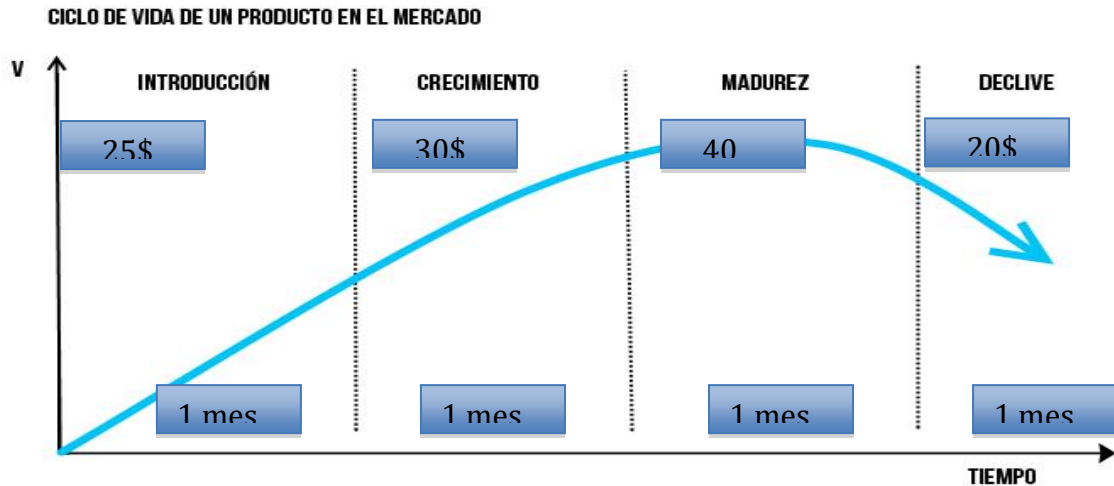 CICLO DE VIDA DE UN PRODUCTO EN EL MERCADO
V
INTRODUCCIÓN CRECIMIENTO MADUREZ DECLIVE
25$ 30$ 40 20$
1 mes 1 mes 1 mes 1 mes
TIEMPO